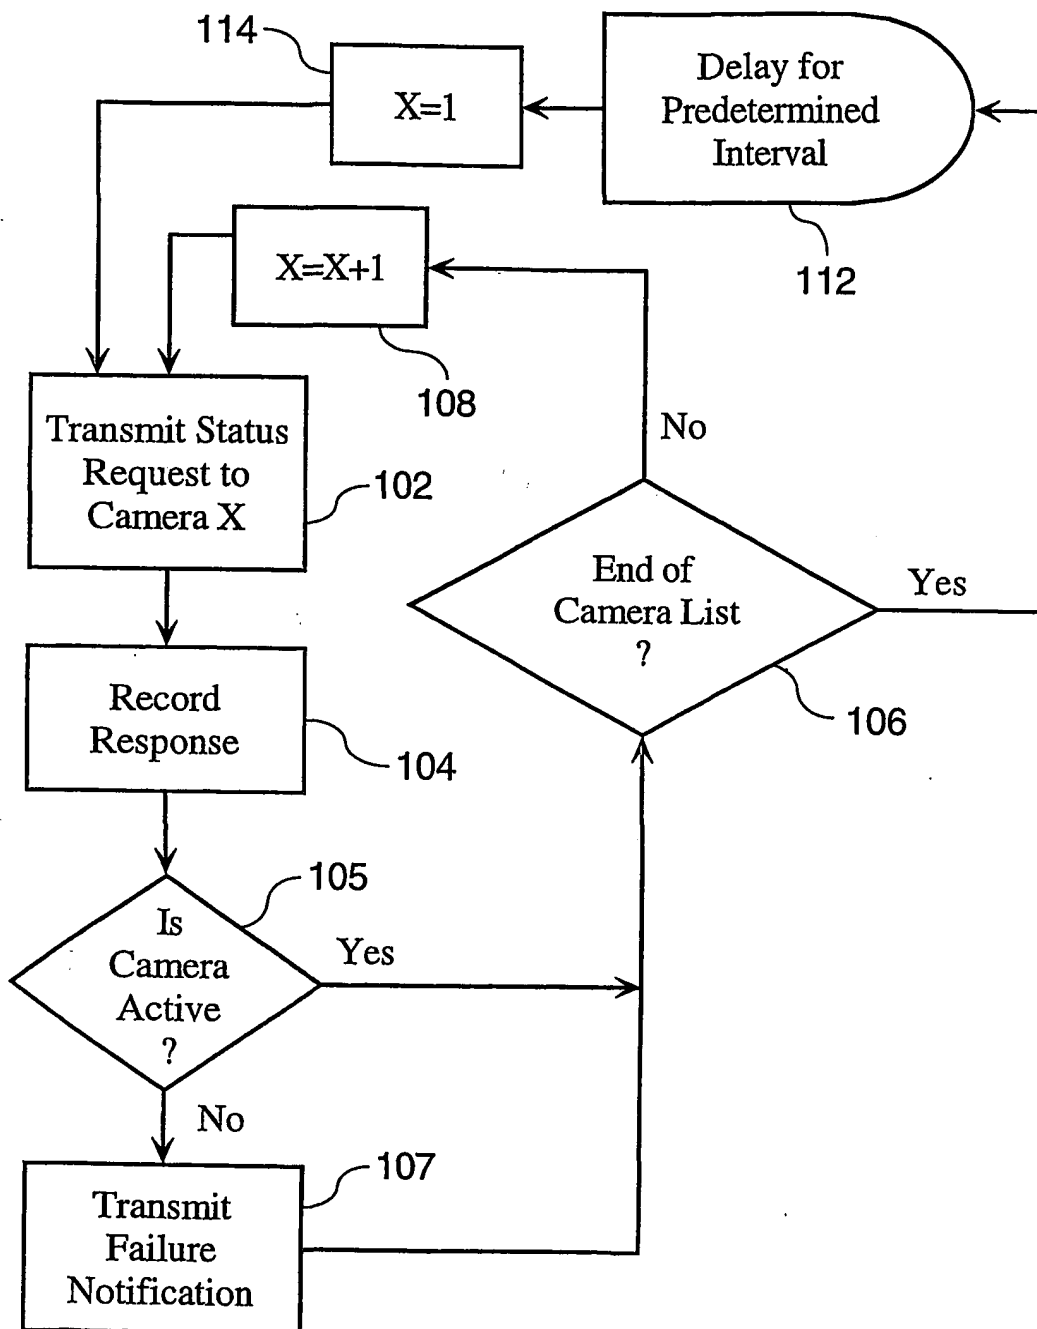 114
X=1
Delay for
Predetermined
Interval
112
X=X+1
108
No
Transmit Status
Request to
Camera X
102
End of
Camera List
?
Yes
106
Record
Response
104
105
Is
Camera
Active
?
Yes
No
107
Transmit
Failure
Notification